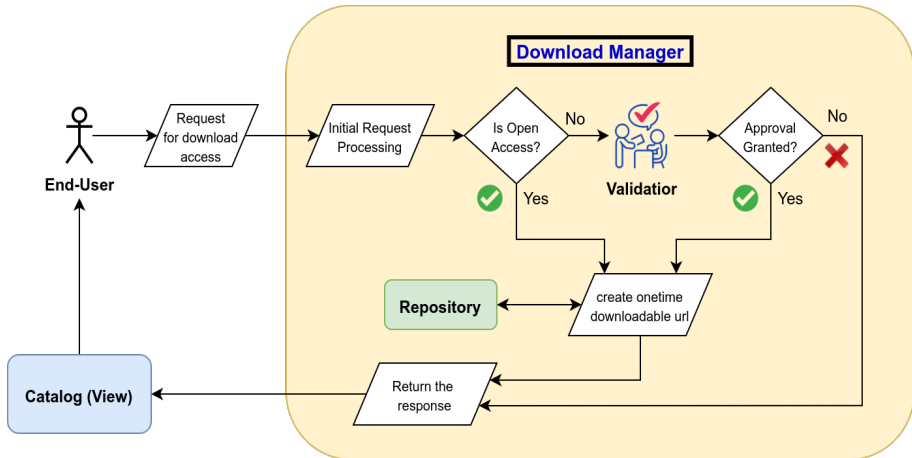 Download Manager
Request
for download
access
Initial Request
Processing
Is Open
Access?
No
Approval
Granted?
No
End-User
Validatior
Yes
Yes
Repository
create onetime
downloadable url
Catalog (View)
Return the
response